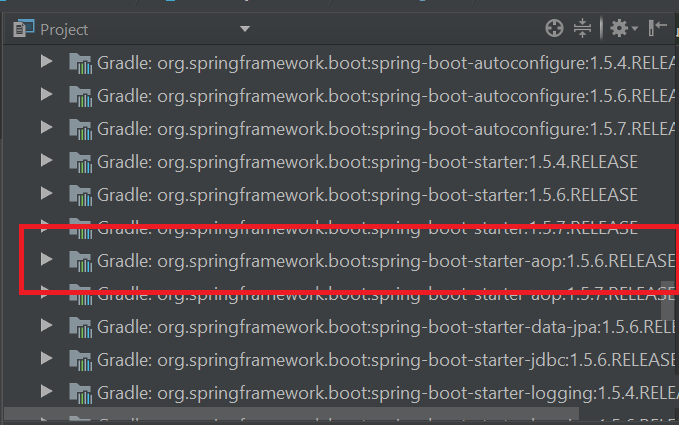 Project
Gradle: org.springframework.boot:spring-boot-autoconfigure:1.5.4.RELEA
Gradle: org.springframework.boot:spring-boot-autoconfigure:1.5.6.RELEA
Gradle: org.springframework.boot:spring-boot-autoconfigure:1.5.7.RELEA
Gradle: org.springframework.boot:spring-boot-starter:1.5.4.RELEASE
Gradle: org.springframework.boot:spring-boot-starter:1.5.6.RELEASE
Gradle: org.springframework.boot:spring-boot-starter:1.5.7.RELEASE
Gradle: org.springframework.boot:spring-boot-starter-aop:1.5.6.RELEASE
Gradle: org.springframework.boot:spring-boot-starter-aop:1.5.7.RELEASE
Gradle: org.springframework.boot:spring-boot-starter-data-jpa:1.5.6.REL
Gradle: org.springframework.boot:spring-boot-starter-jdbc:1.5.6.RELEASE
Gradle: org.springframework.boot:spring-boot-starter-logging:1.5.4.RELEA